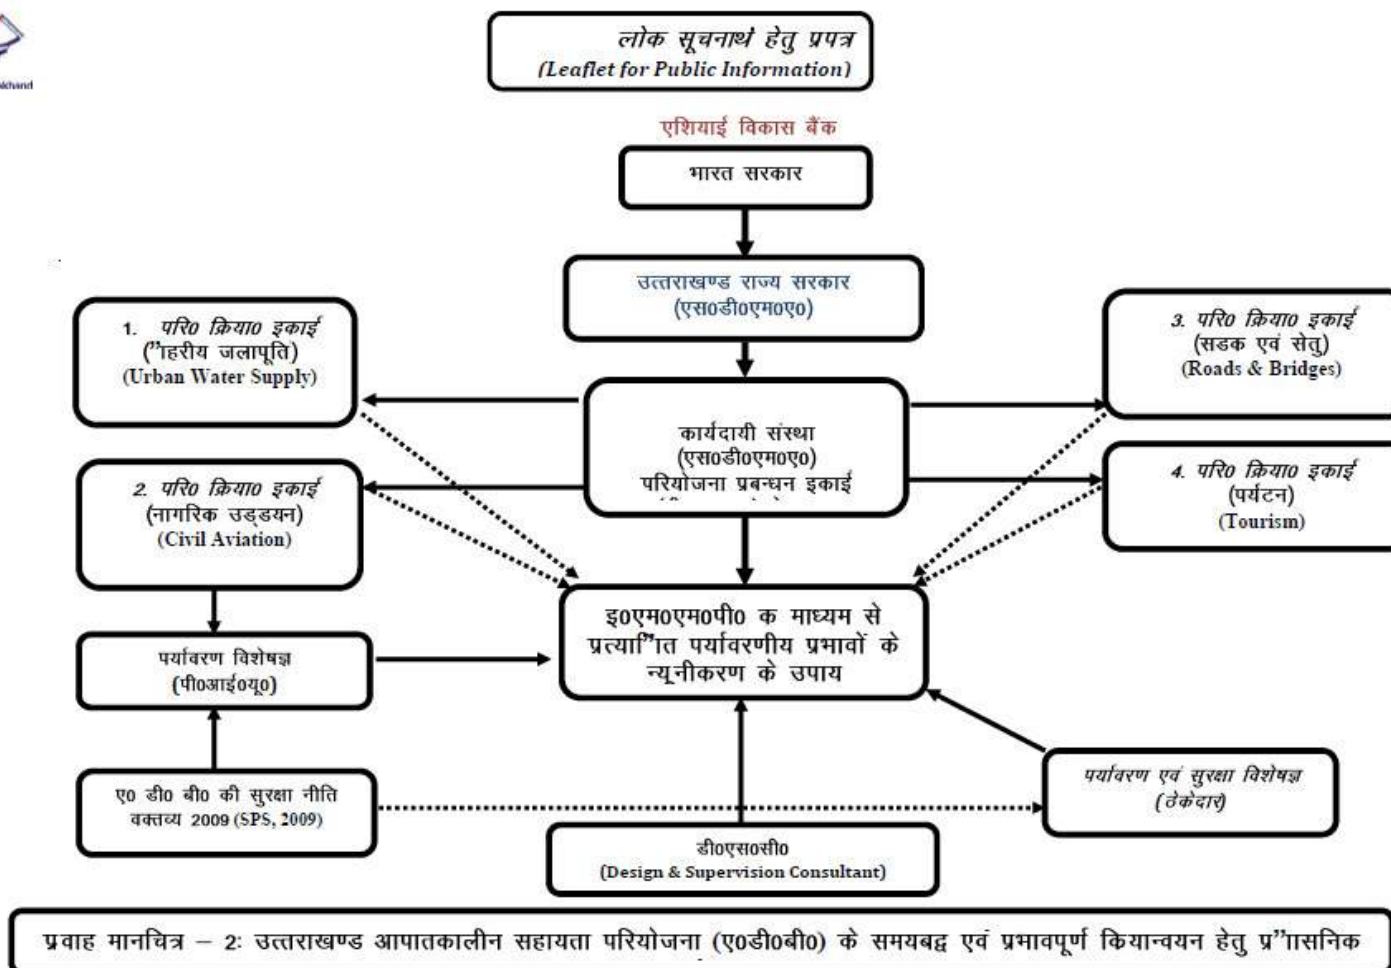 khand
लोक सूचनार्थ हेतु प्रपत्र
(Leaflet for Public Information)
एशियाई विकास बैंक
भारत सरकार
उत्तराखण्ड राज्य सरकार
(एस0डी0एम0ए0)
1. परि0 क्रिया0 इकाई
(”ाहरीय जलापूति)
(Urban Water Supply)
3. परि0 क्रिया0 इकाई
(सडक एवं सेतु)
(Roads & Bridges)
कार्यदायी संस्था
(एस0डी0एम0ए0)
परियोजना प्रबन्धन इकाई
2. परि0 क्रिया0 इकाई
(नागरिक उड्डयन)
(Civil Aviation)
4. परि0 क्रिया0 इकाई
(पर्यटन)
(Tourism)
इ0एम0एम0पी0 क माध्यम से
प्रत्या”िात पर्यावरणीय प्रभावों के
न्यूनीकरण के उपाय
पर्यावरण विशेषज्ञ
(पी0आई0यू0)
ए0 डी0 बी0 की सुरक्षा नीति
वक्तव्य 2009 (SPS, 2009)
पर्यावरण एवं सुरक्षा विशेषज्ञ
(ठेकेदार)
डी0एस0सी0
(Design & Supervision Consultant)
प्रवाह मानचित्र – 2: उत्तराखण्ड आपातकालीन सहायता परियोजना (ए0डी0बी0) के समयबद्व एवं प्रभावपूर्ण कियान्वयन हेतु प्र”ाासनिक